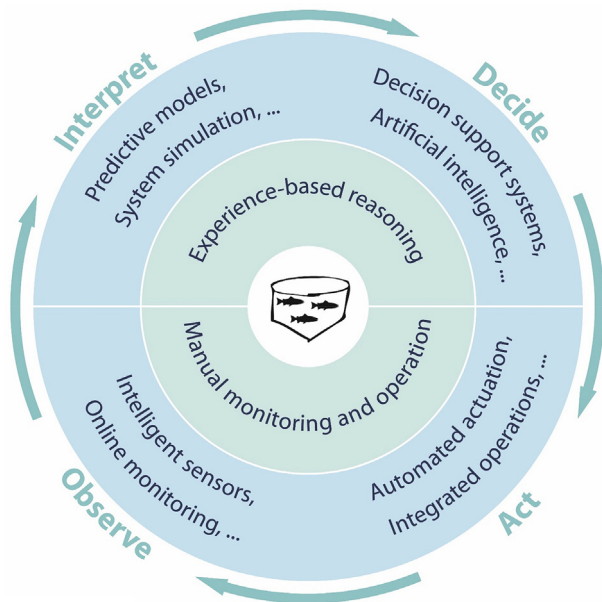 Interpret
Decide
Predictive models,
System simulation, ...
Decision support systems,
Artificial intelligence, ...
Experience-based reasoning
Manual monitoring and operation
Intelligent sensors,
Online monitoring, ...
Automated actuation,
Integrated operations, ...
Observe
Act